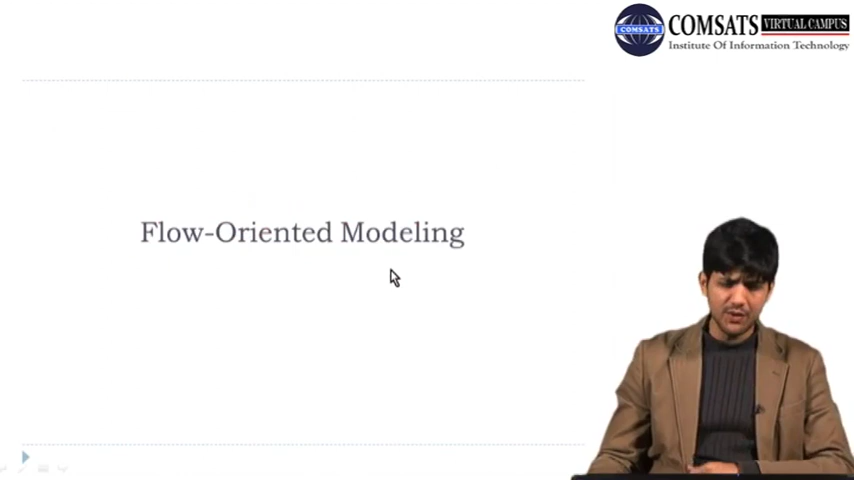 COMSATS VIRTUAL CAMPUS
COMSATS
Institute Of Information Technology
Flow-Oriented Modeling